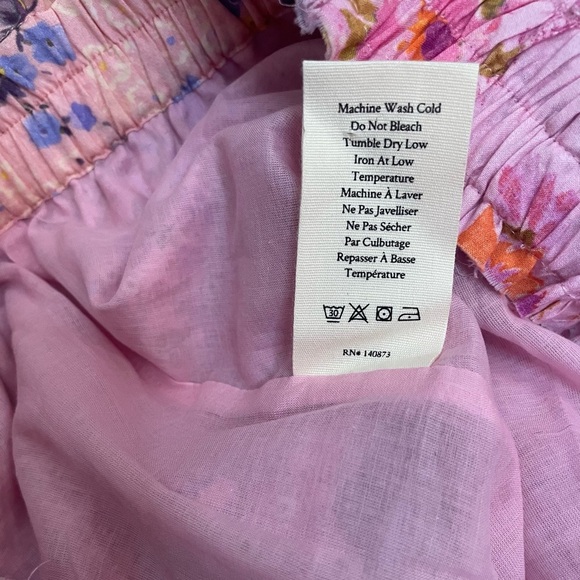 Machine Wash Cold
Do Not Bleach
Tumble Dry Low
Iron At Low
Temperature
Machine À Laver
Ne Pas Javelliser
Ne Pas Sécher
Par Culbutage
Repasser À Basse
Température
30
RN# 140873